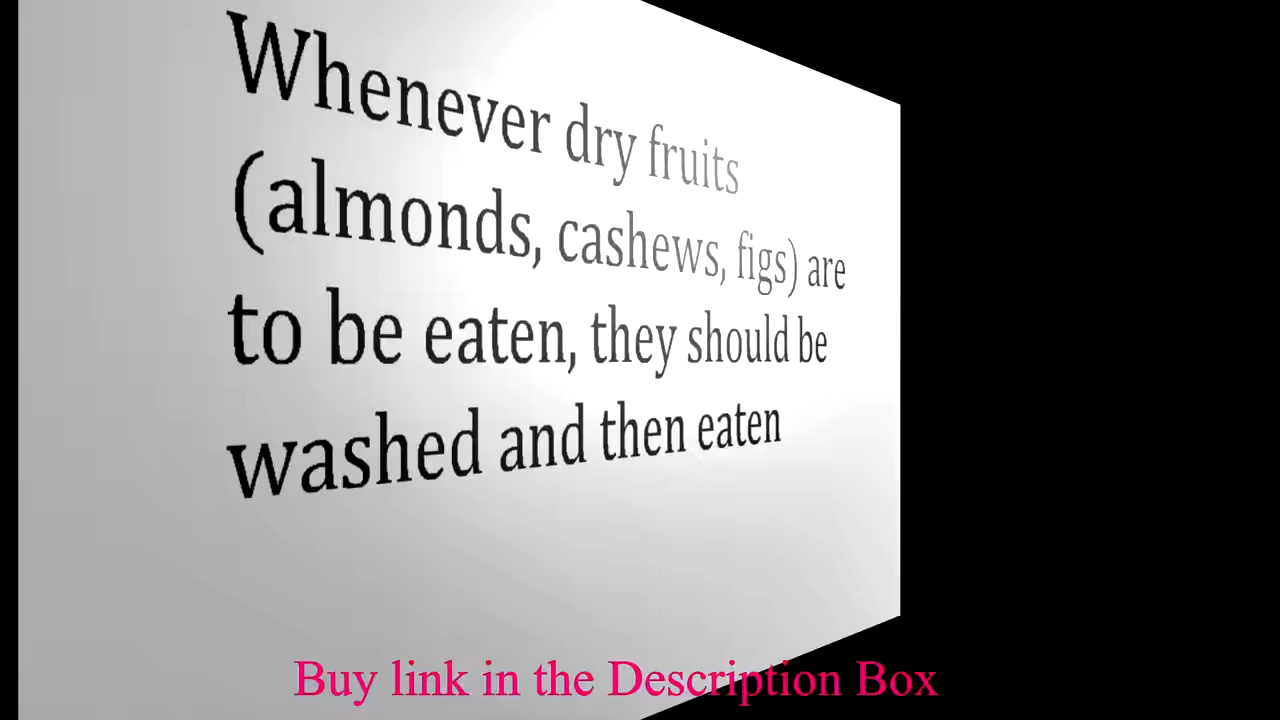 Whenever dry fruits
(almonds, cashews, figs) are
to be eaten, they should be
washed and then eaten
Buy link in the Description Box